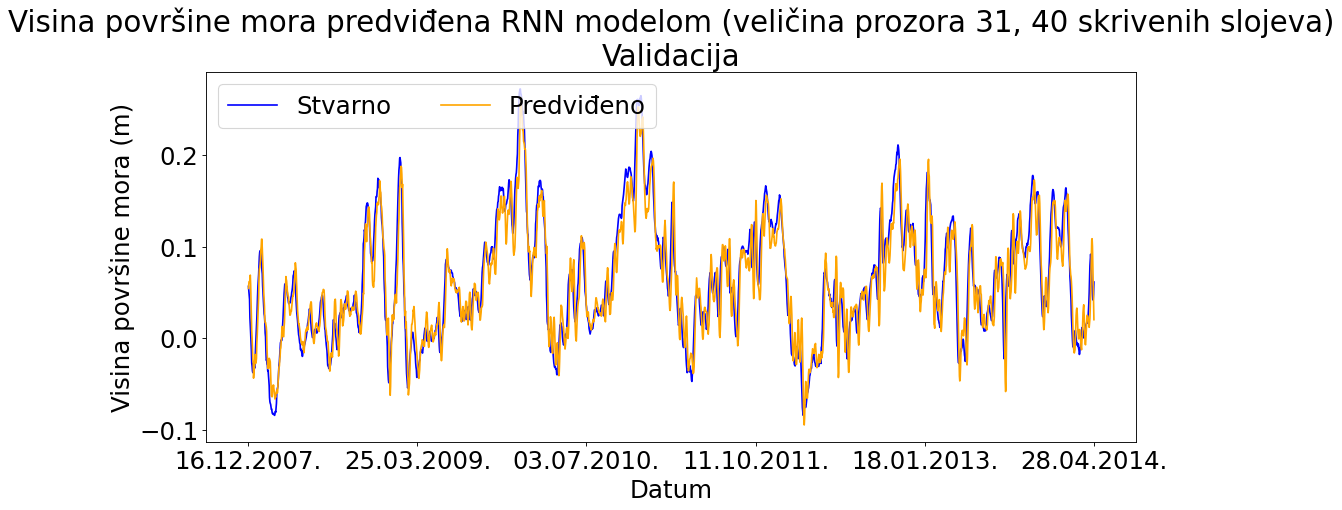 Visina površine mora predviđena RNN modelom (veličina prozora 31, 40 skrivenih slojeva)
Validacija
Stvarno
Predviđeno
Visina površine mora (m)
0.2
0.1
0.0
−0.1
16.12.2007.
25.03.2009.
03.07.2010.
11.10.2011.
18.01.2013.
28.04.2014.
Datum